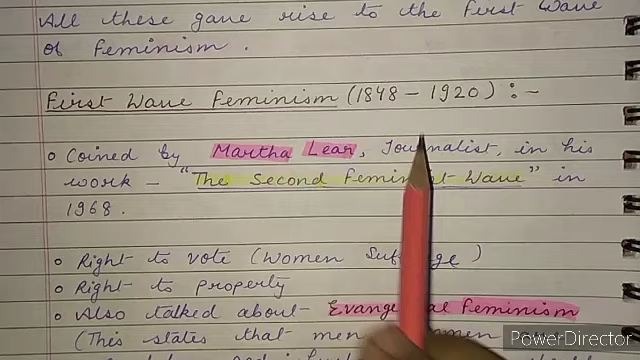 All these gave rise to the first wave
of feminism.
First Wave Feminism (1848 – 1920) :-
o Coined by Martha Lear, Journalist, in his
work – "The Second Feminist Wave" in
1968.
o Right to vote (Women Suffrage)
o Right to property
o Also talked about Evangelical feminism
(This states that men women
PowerDirector